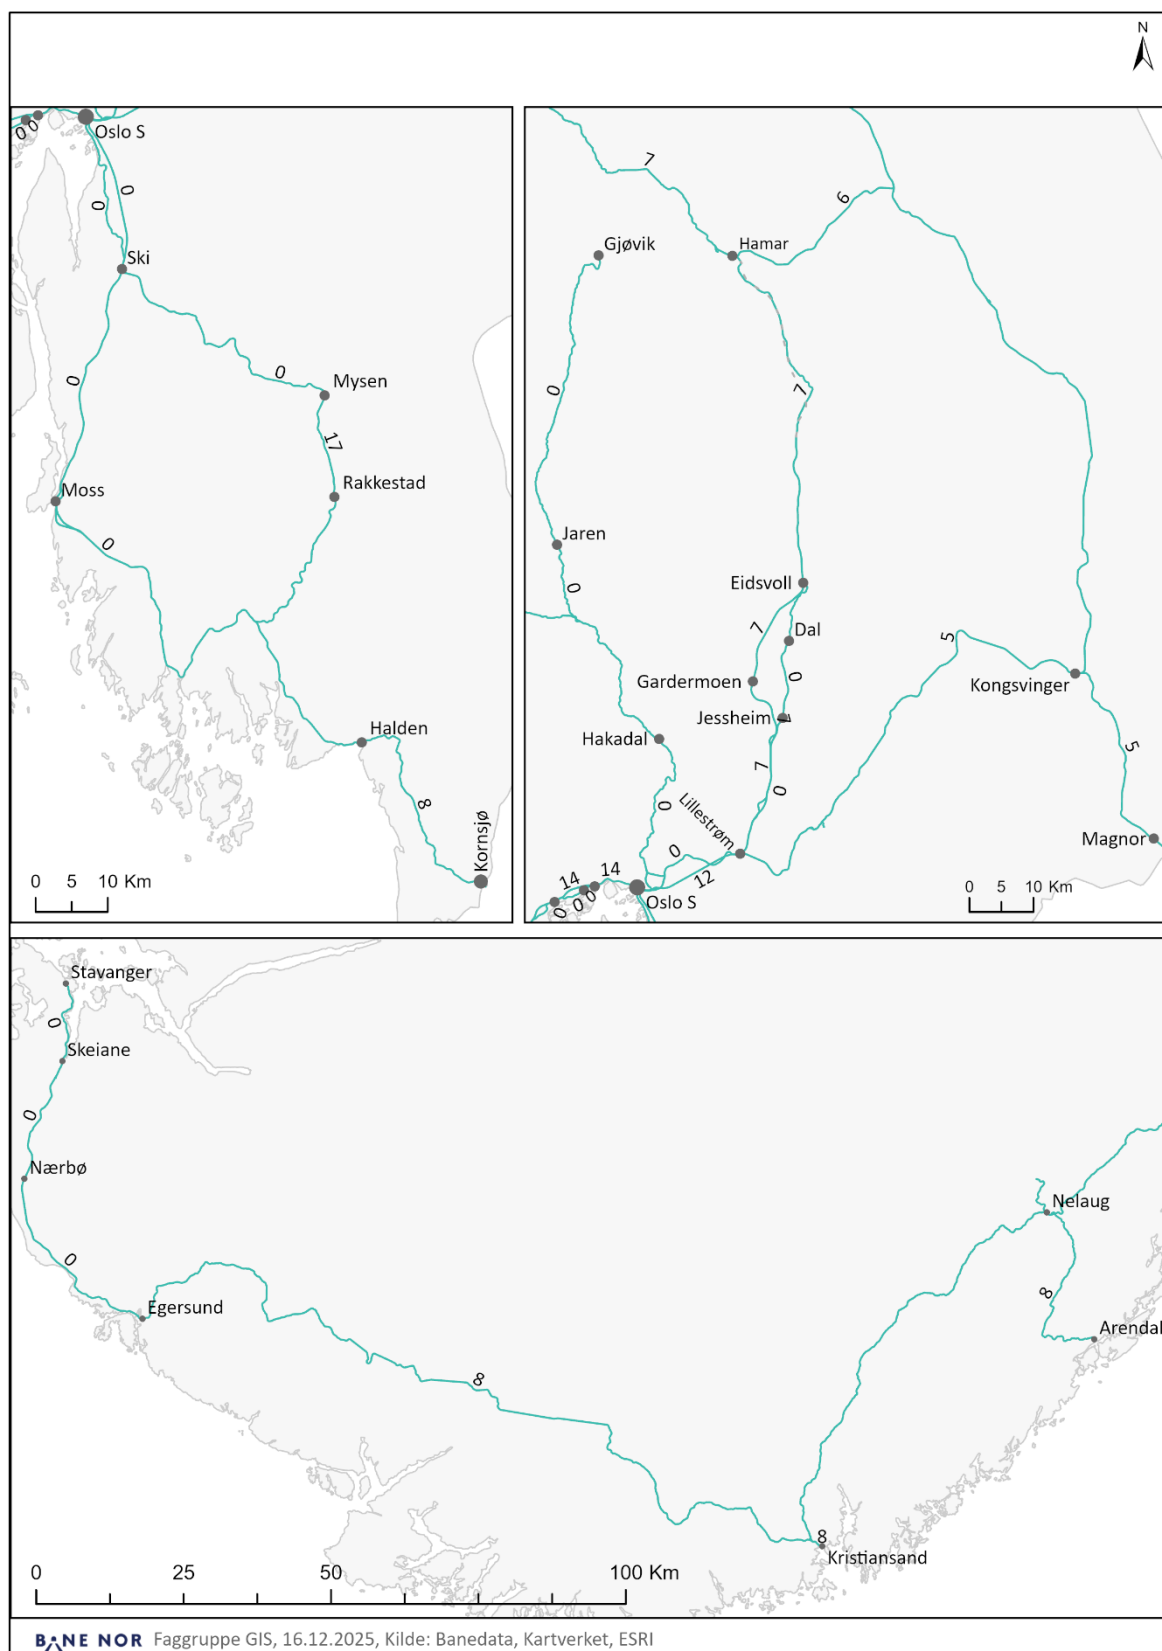 N
Oslo S
0
0
0
0
Ski
0
0
Mysen
17
Rakkestad
Moss
0
Halden
8
Kornsjø
0 5 10 Km
7
6
Gjøvik
Hamar
0
7
Jaren
0
Eidsvoll
7
Dal
5
0
Gardermoen
Kongsvinger
Jessheim
7
Hakadal
5
7
0
Lillestrøm
0
0
Magnor
14
14
12
0
0
0
Oslo S
0 5 10 Km
Stavanger
0
Skeiane
0
Nærbø
Nelaug
0
8
Egersund
Arendal
8
8
Kristiansand
0 25 50 100 Km
BANE NOR Faggruppe GIS, 16.12.2025, Kilde: Banedata, Kartverket, ESRI